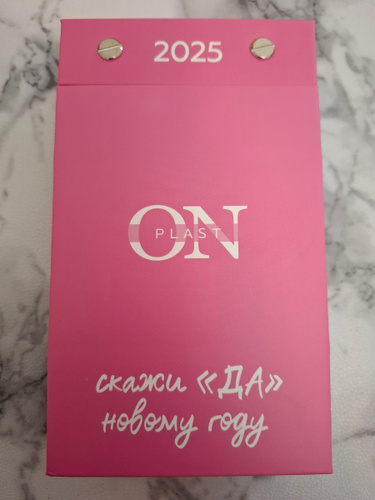 2025
ON
PLAST
скажи «ДА»
новому году